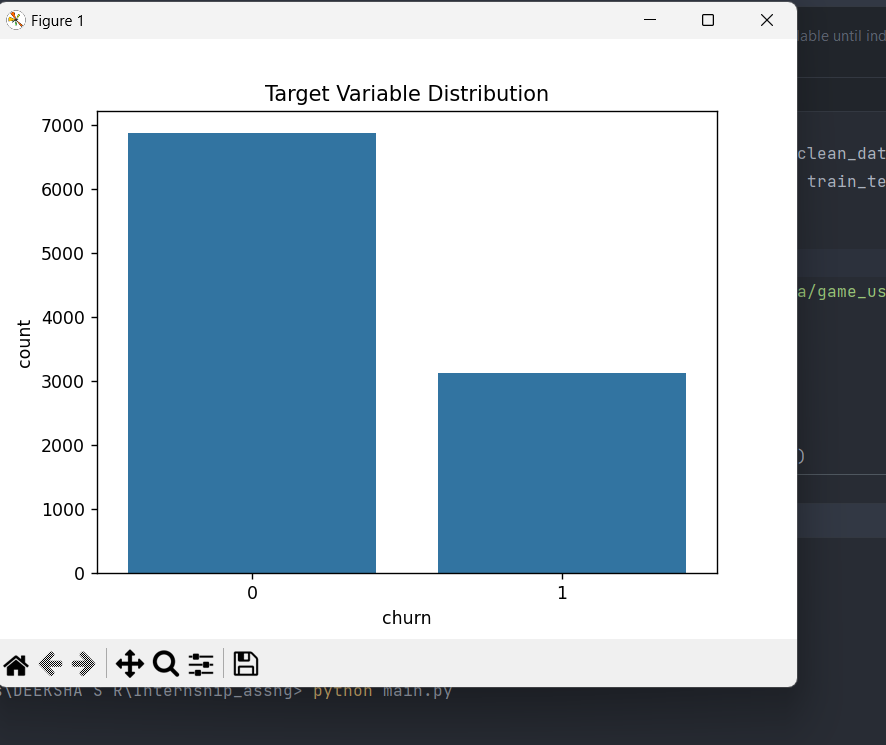 Figure 1
lable until ind
Target Variable Distribution
7000
6000
5000
4000
3000
2000
1000
0
count
0
1
churn
clean_dat
train_te
a/game_us
)
s\DEEKSHA S R\Internship_assng> python main.py